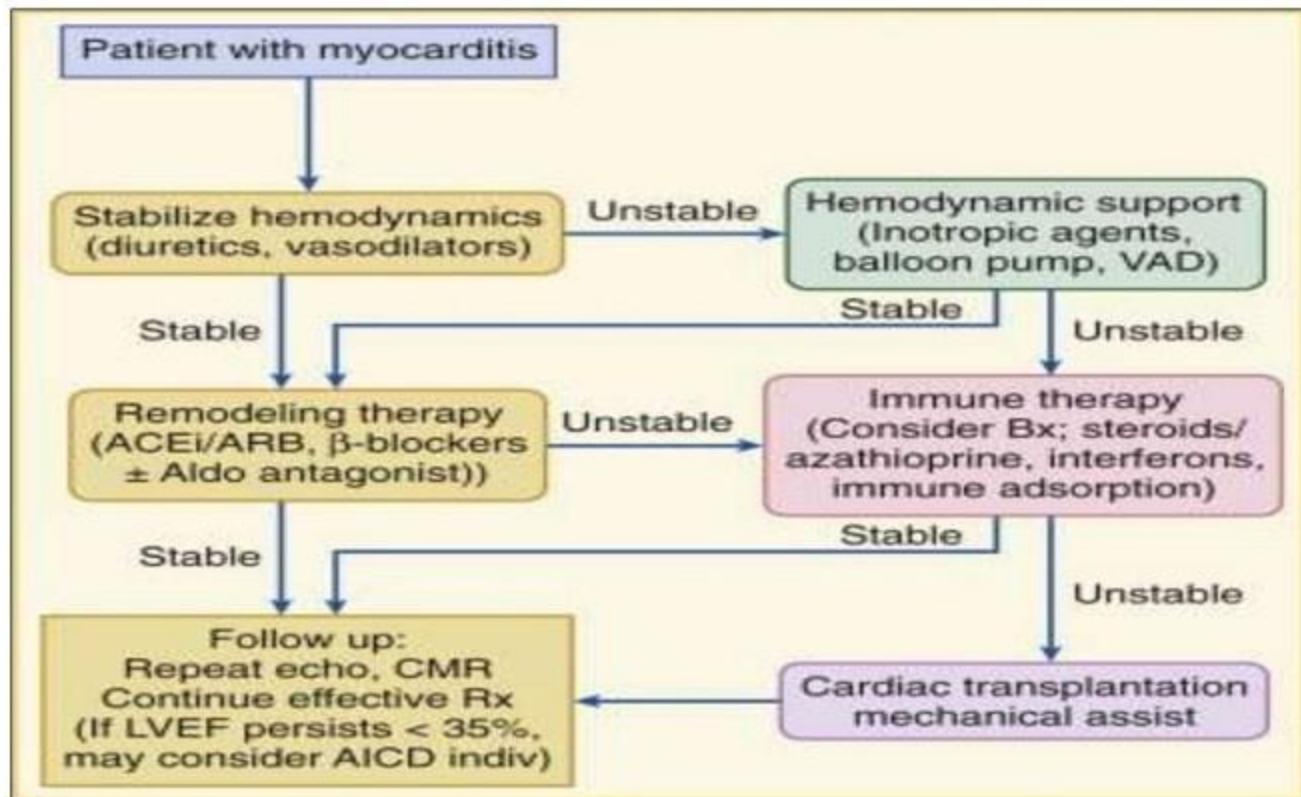 Patient with myocarditis
Stabilize hemodynamics
(diuretics, vasodilators)
Unstable
Hemodynamic support
(Inotropic agents,
balloon pump, VAD)
Stable
Stable
Unstable
Remodeling therapy
(ACEi/ARB, β-blockers
± Aldo antagonist))
Unstable
Immune therapy
(Consider Bx; steroids/
azathioprine, interferons,
immune adsorption)
Stable
Stable
Unstable
Follow up:
Repeat echo, CMR
Continue effective Rx
(If LVEF persists < 35%,
may consider AICD indiv)
Cardiac transplantation
mechanical assist